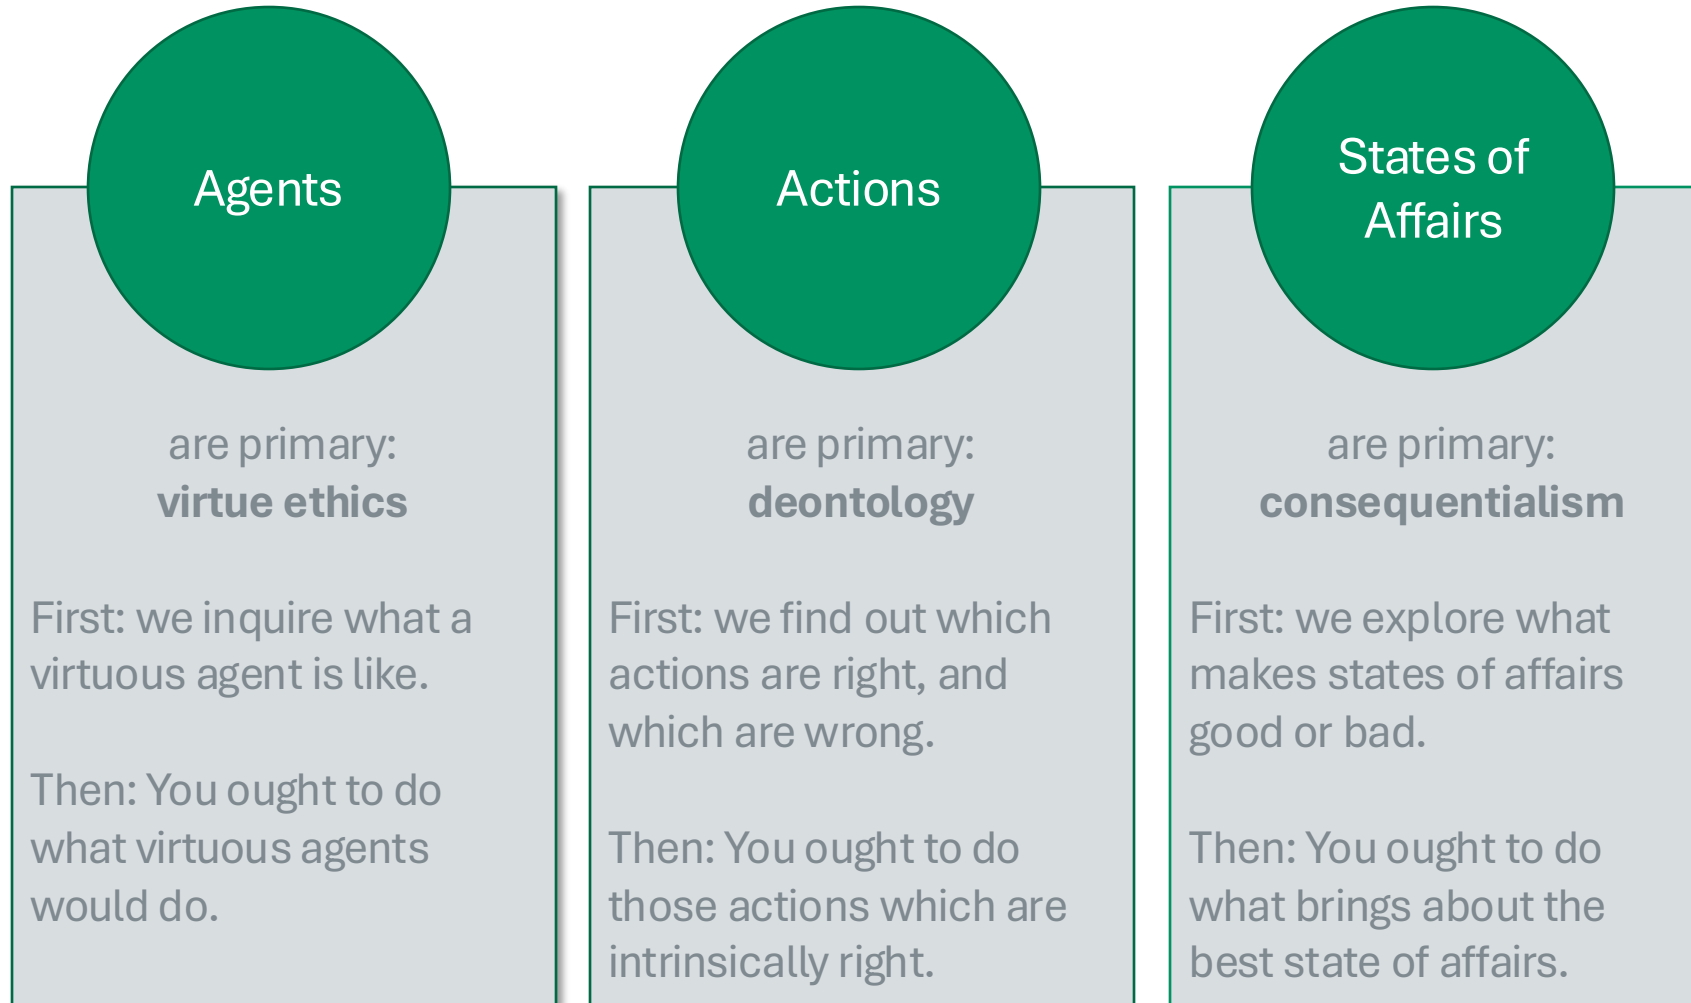 Agents
are primary:
virtue ethics
First: we inquire what a
virtuous agent is like.
Then: You ought to do
what virtuous agents
would do.
Actions
are primary:
deontology
First: we find out which
actions are right, and
which are wrong.
Then: You ought to do
those actions which are
intrinsically right.
States of
Affairs
are primary:
consequentialism
First: we explore what
makes states of affairs
good or bad.
Then: You ought to do
what brings about the
best state of affairs.